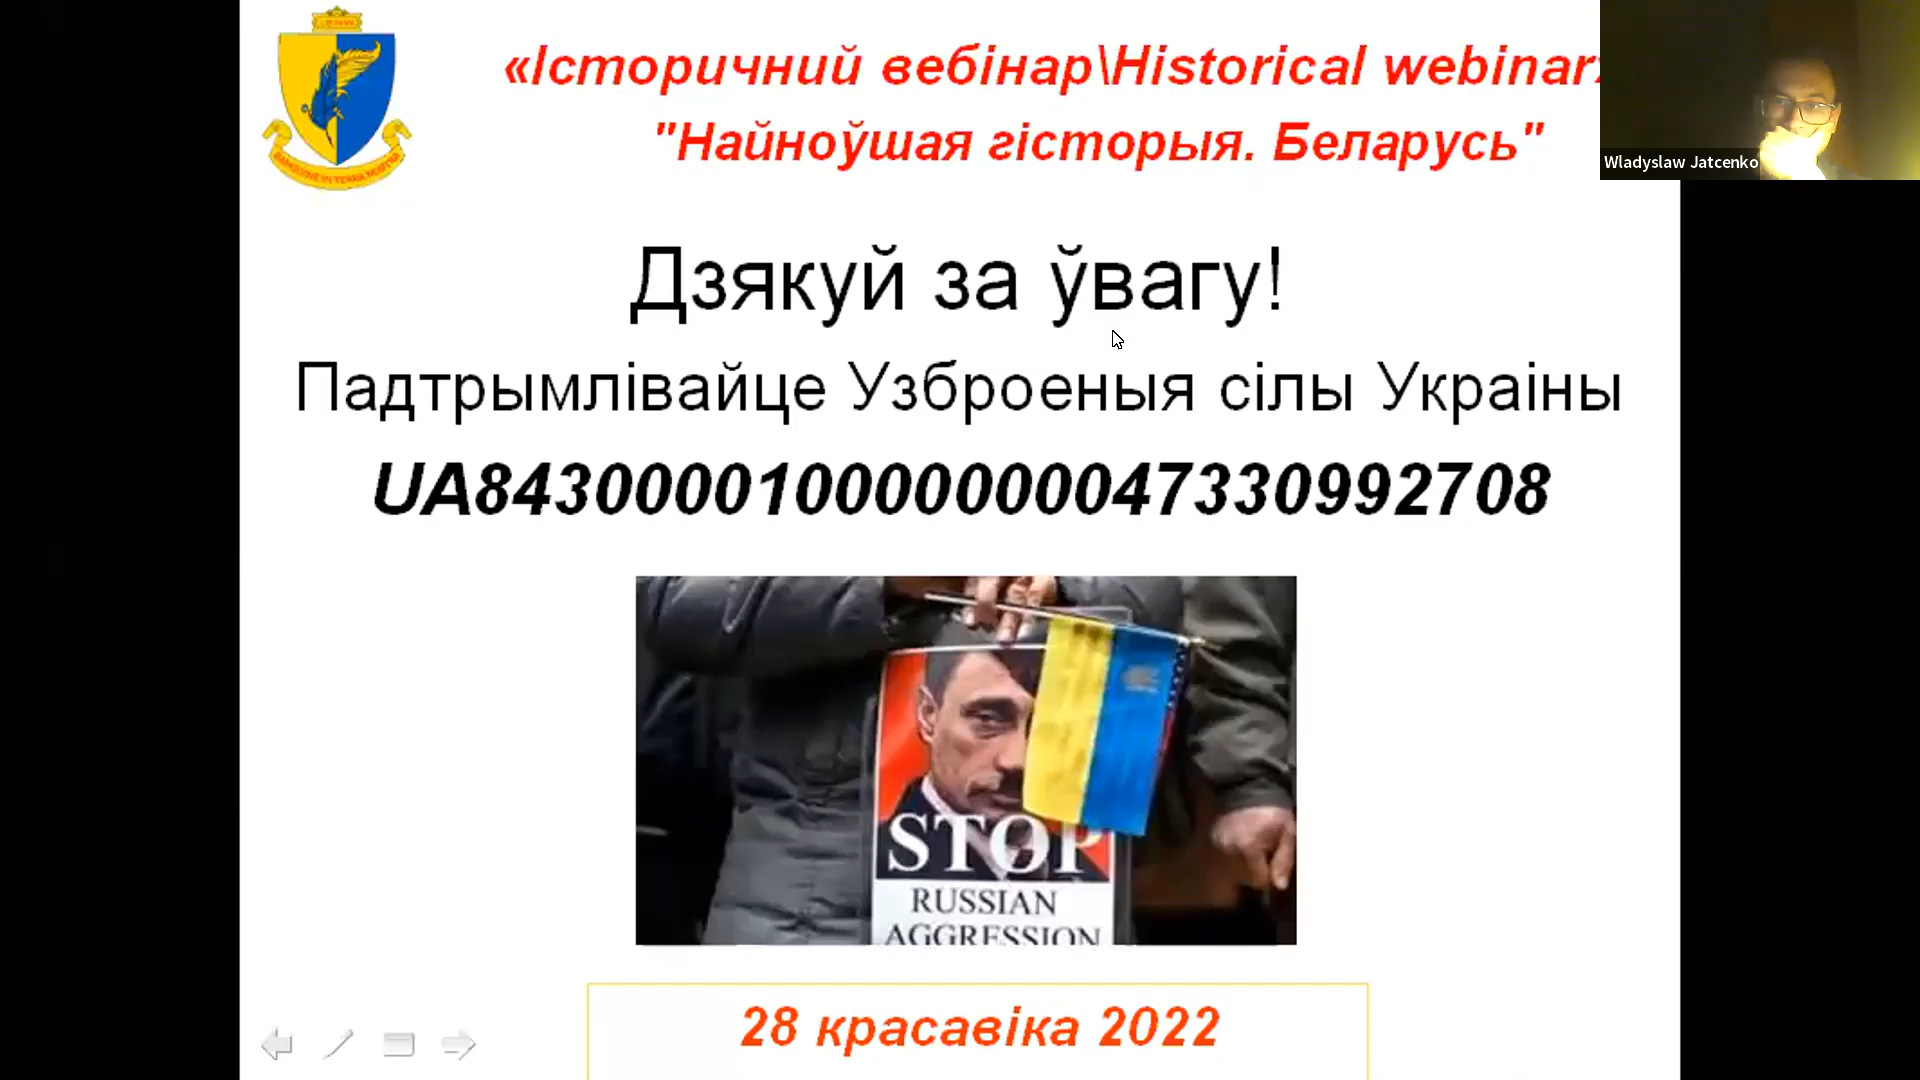 «Історичний вебінар\Historical webinar
"Найноўшая гісторыя. Беларусь"
Wladyslaw Jatcenko
Дзякуй за ўвагу!
Падтрымлівайце Узброеныя сілы Украіны
UA843000010000000047330992708
STOP
RUSSIAN
AGGRESSION
28 красавіка 2022